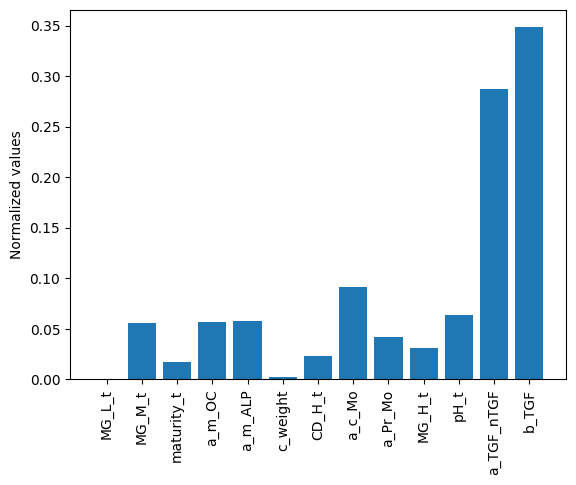 Normalized values
0.35
0.30
0.25
0.20
0.15
0.10
0.05
0.00
MG_L_t
MG_M_t
maturity_t
a_m_OC
a_m_ALP
c_weight
CD_H_t
a_c_Mo
a_Pr_Mo
MG_H_t
pH_t
a_TGF_nTGF
b_TGF